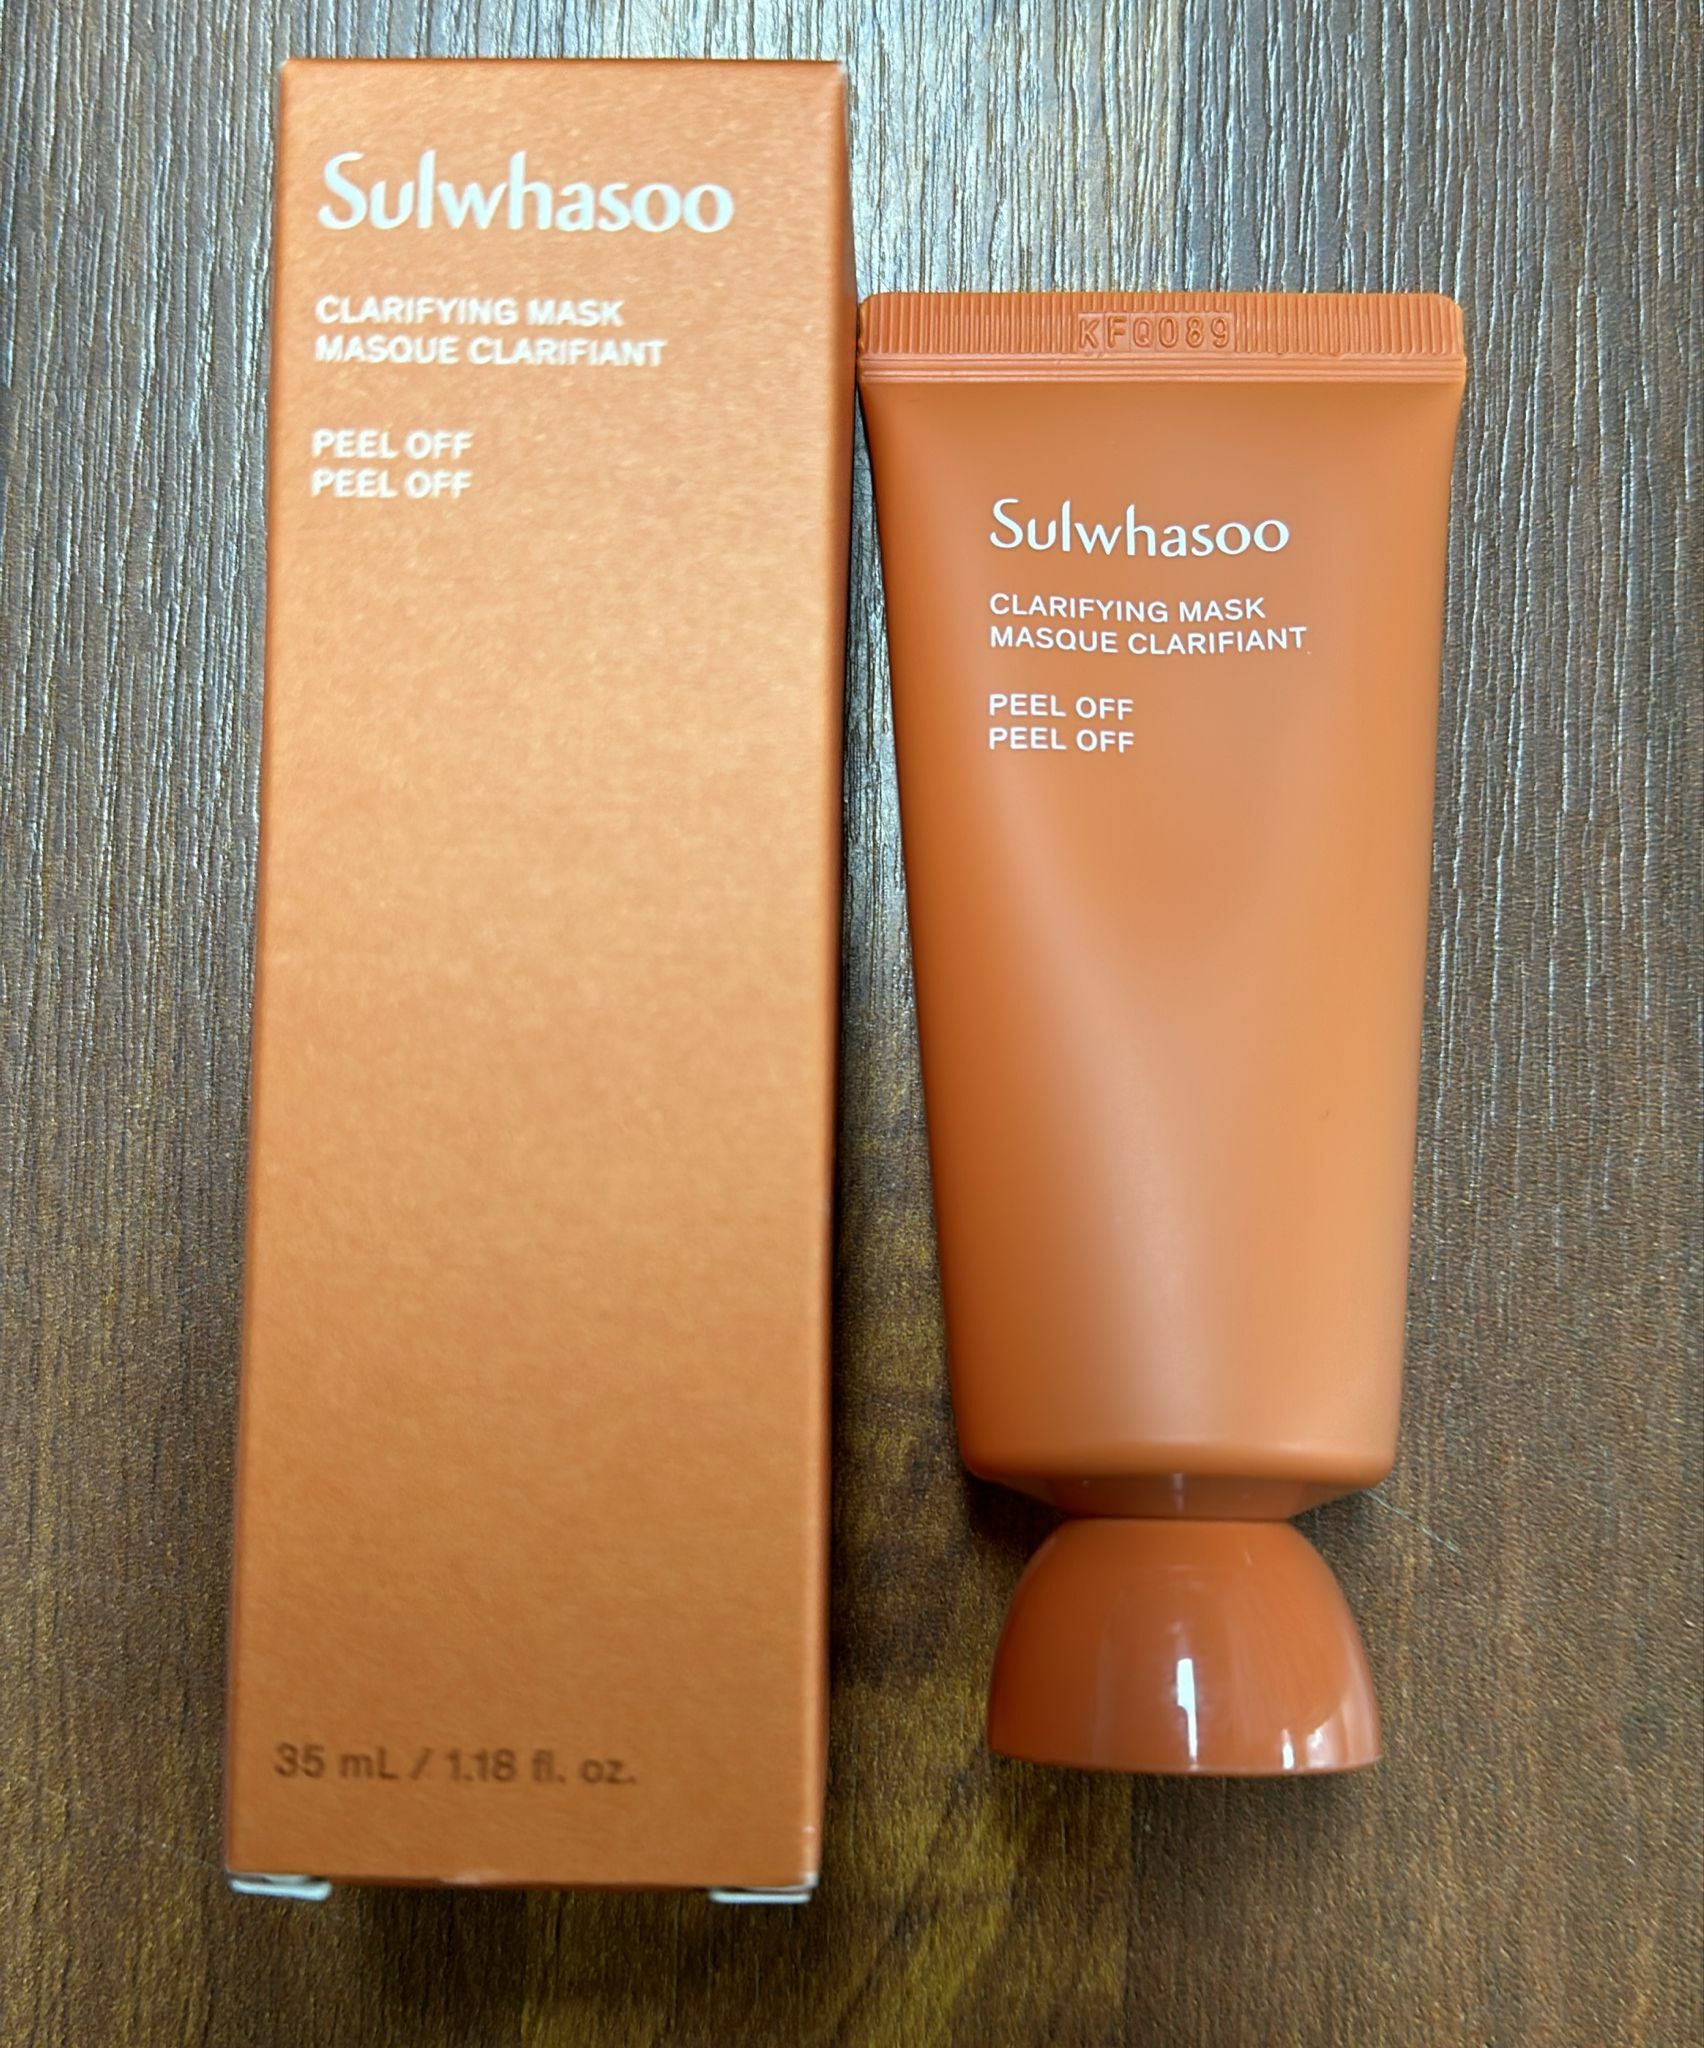 Sulwhasoo
CLARIFYING MASK
MASQUE CLARIFIANT
PEEL OFF
PEEL OFF
35 mL / 1.18 fl. oz.
KFQ089
Sulwhasoo
CLARIFYING MASK
MASQUE CLARIFIANT
PEEL OFF
PEEL OFF